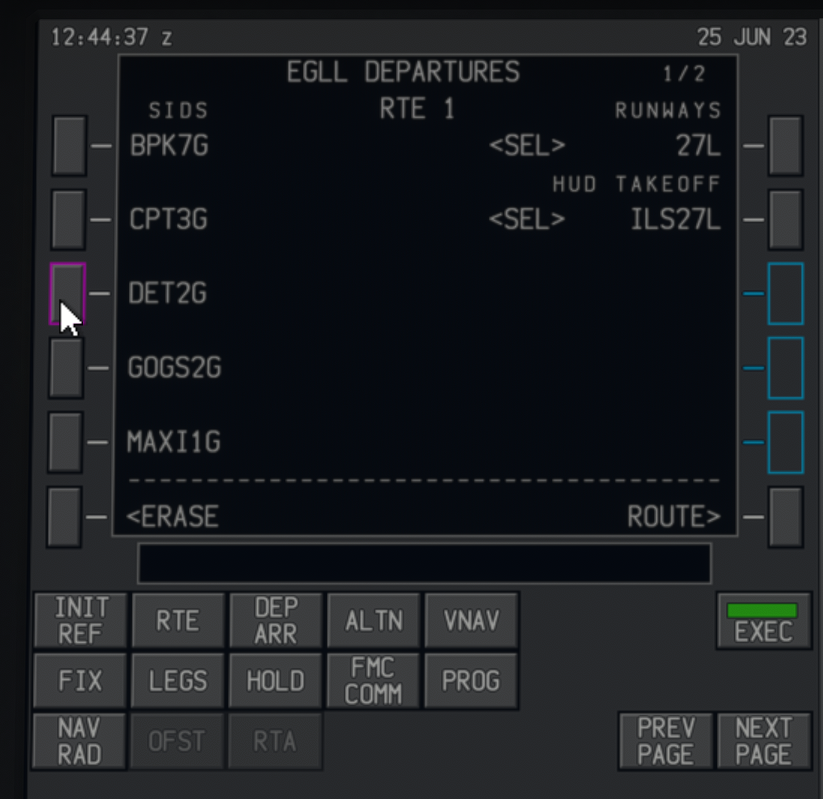 12:44:37 z 25 JUN 23
EGLL DEPARTURES 1/2
SIDS RTE 1 RUNWAYS
BPK7G <SEL> 27L
HUD TAKEOFF
CPT3G <SEL> ILS27L
DET2G
GOGS2G
MAXI1G
<ERASE ROUTE>
INIT REF
RTE
DEP ARR
ALTN
VNAV
EXEC
FIX
LEGS
HOLD
FMC COMM
PROG
NAV RAD
OFST
RTA
PREV PAGE
NEXT PAGE